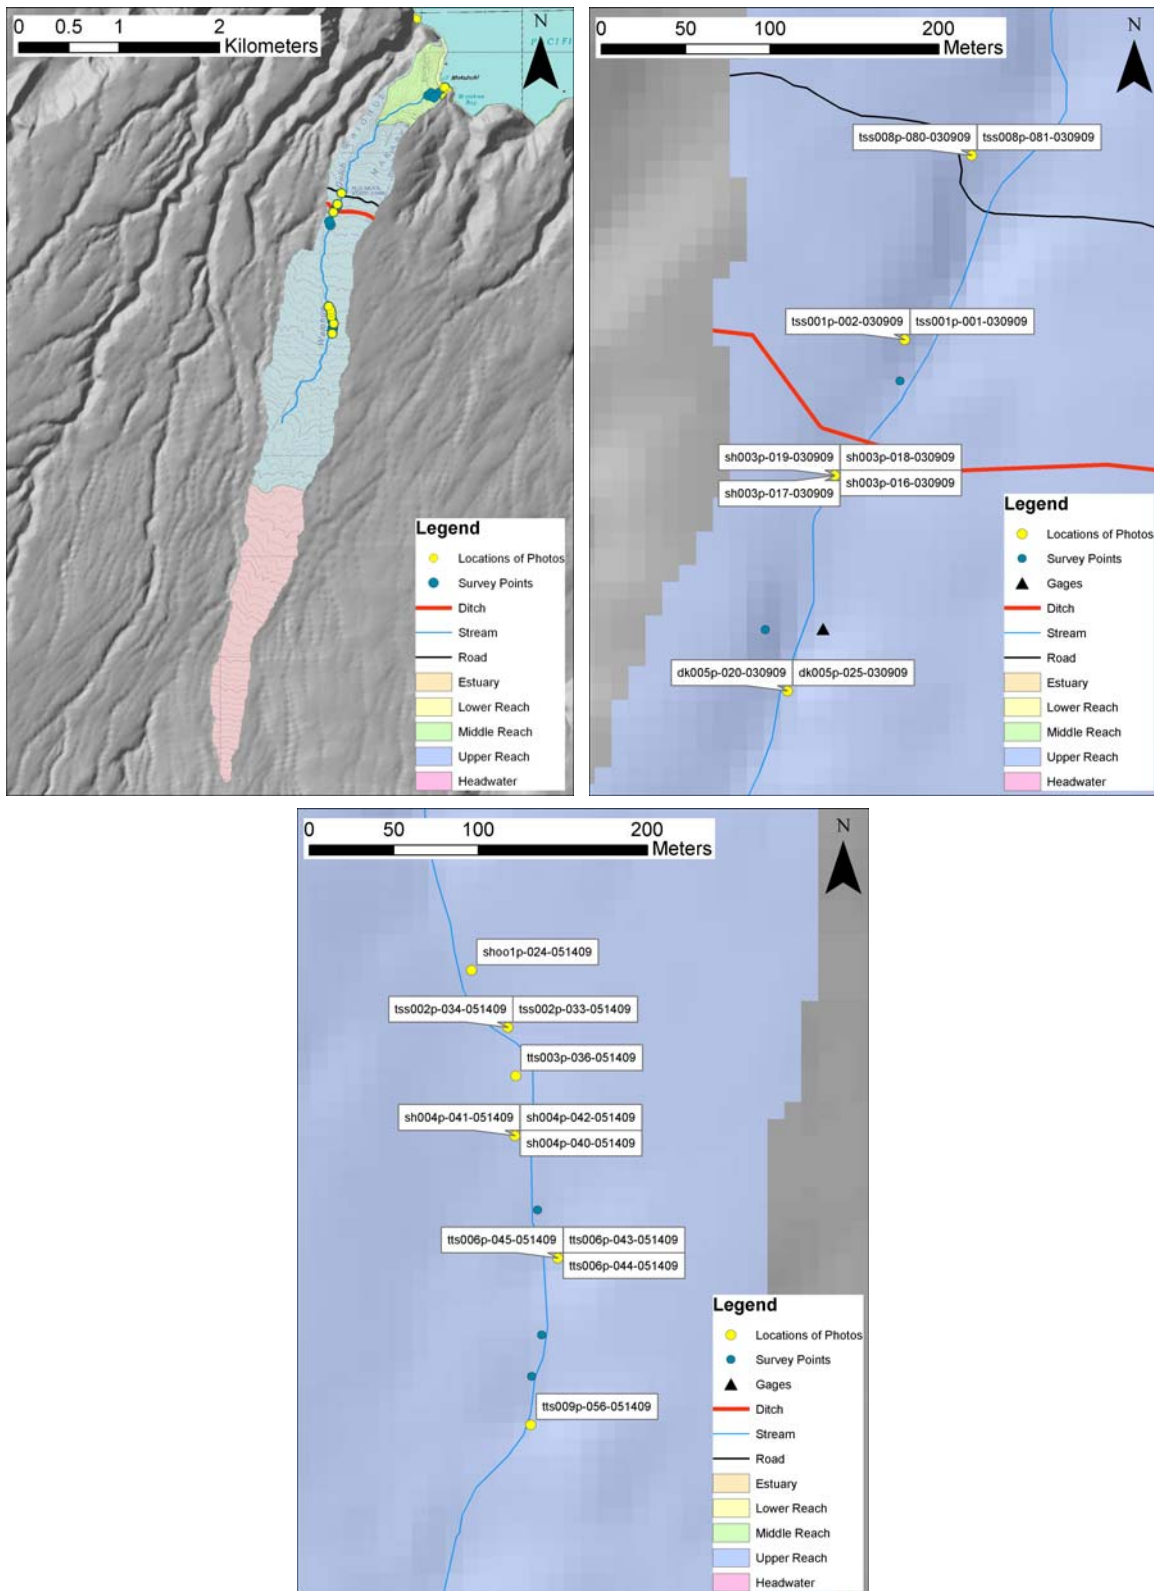 0 0.5 1 2
Kilometers
N
PACIFI
Legend
Locations of Photos
Survey Points
Ditch
Stream
Road
Estuary
Lower Reach
Middle Reach
Upper Reach
Headwater
0 50 100 200
Meters
N
tss008p-080-030909 tss008p-081-030909
tss001p-002-030909 tss001p-001-030909
sh003p-019-030909 sh003p-018-030909
sh003p-017-030909 sh003p-016-030909
dk005p-020-030909 dk005p-025-030909
Legend
Locations of Photos
Survey Points
Gages
Ditch
Stream
Road
Estuary
Lower Reach
Middle Reach
Upper Reach
Headwater
0 50 100 200
Meters
N
shoo1p-024-051409
tss002p-034-051409 tss002p-033-051409
tts003p-036-051409
sh004p-041-051409 sh004p-042-051409
sh004p-040-051409
tts006p-045-051409 tts006p-043-051409
tts006p-044-051409
tts009p-056-051409
Legend
Locations of Photos
Survey Points
Gages
Ditch
Stream
Road
Estuary
Lower Reach
Middle Reach
Upper Reach
Headwater